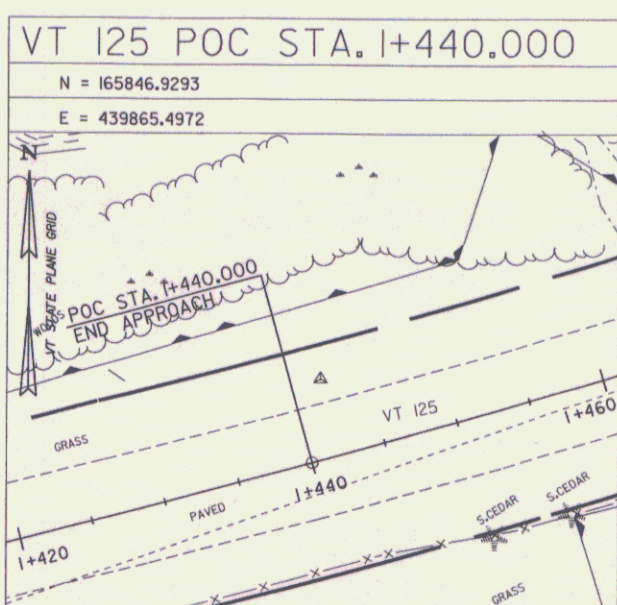 VT 125 POC STA. 1+440.000
N = 165846.9293
E = 439865.4972
N
VT STATE PLANE GRID
WOODS
POC STA. 1+440.000
END APPROACH
GRASS
VT 125
1+460
1+440
PAVED
1+420
S.CEDAR
S.CEDAR
GRASS